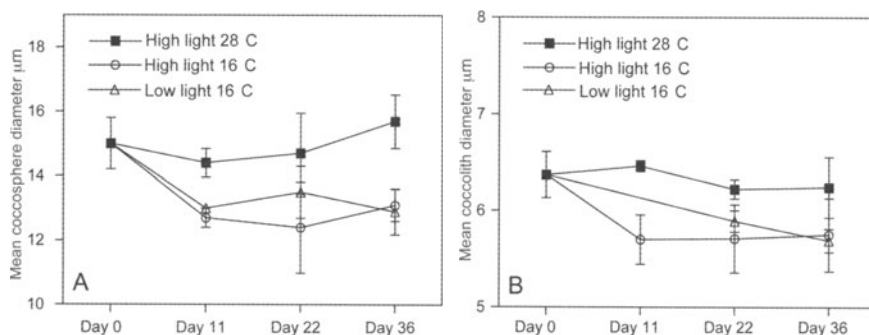 18
16
14
12
10
Mean coccosphere diameter µm
High light 28 C
High light 16 C
Low light 16 C
A
Day 0
Day 11
Day 22
Day 36
8
7
6
5
Mean coccolith diameter µm
High light 28 C
High light 16 C
Low light 16 C
B
Day 0
Day 11
Day 22
Day 36